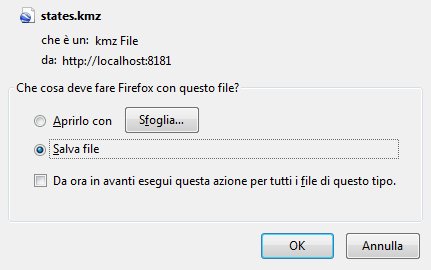 states.kmz
che è un: kmz File
da: http://localhost:8181
Che cosa deve fare Firefox con questo file?
Aprirlo con Sfoglia...
Salva file
Da ora in avanti esegui questa azione per tutti i file di questo tipo.
OK Annulla